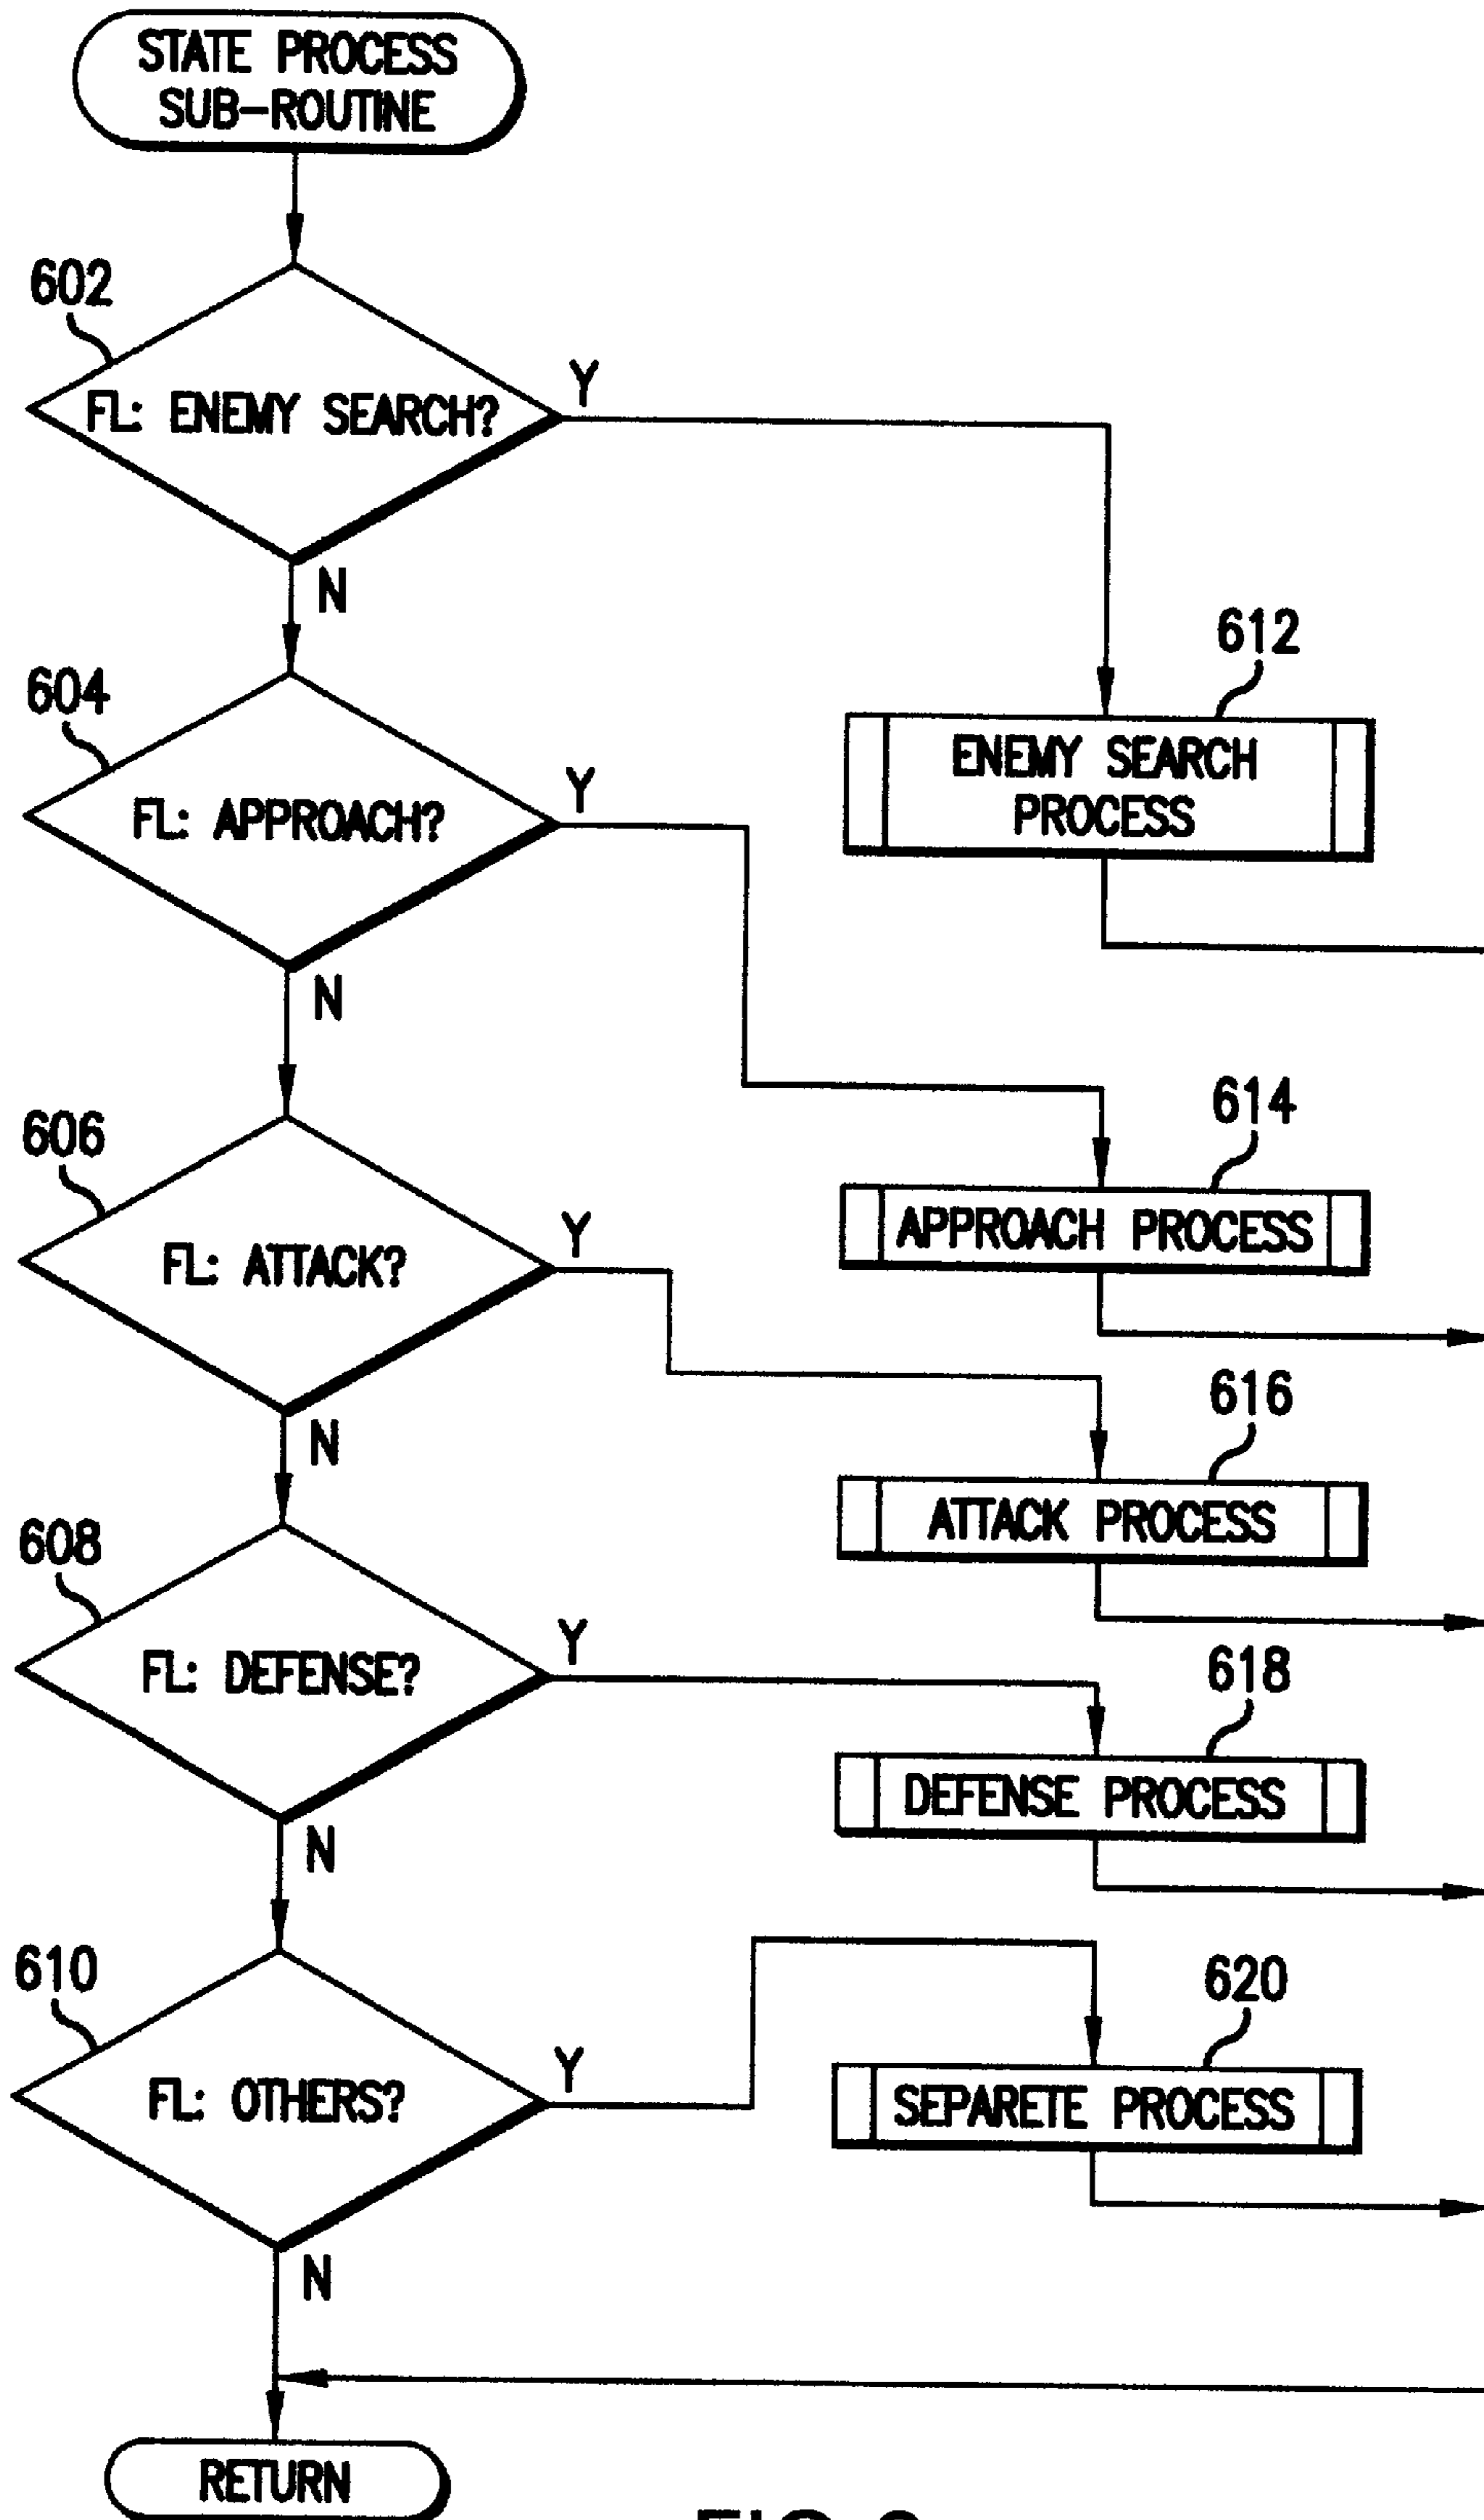 STATE PROCESS
SUB-ROUTINE
602
FL: ENEMY SEARCH?
Y
N
612
ENEMY SEARCH
PROCESS
604
FL: APPROACH?
Y
N
614
APPROACH PROCESS
606
FL: ATTACK?
Y
N
616
ATTACK PROCESS
608
FL: DEFENSE?
Y
N
618
DEFENSE PROCESS
610
FL: OTHERS?
Y
N
620
SEPARETE PROCESS
RETURN